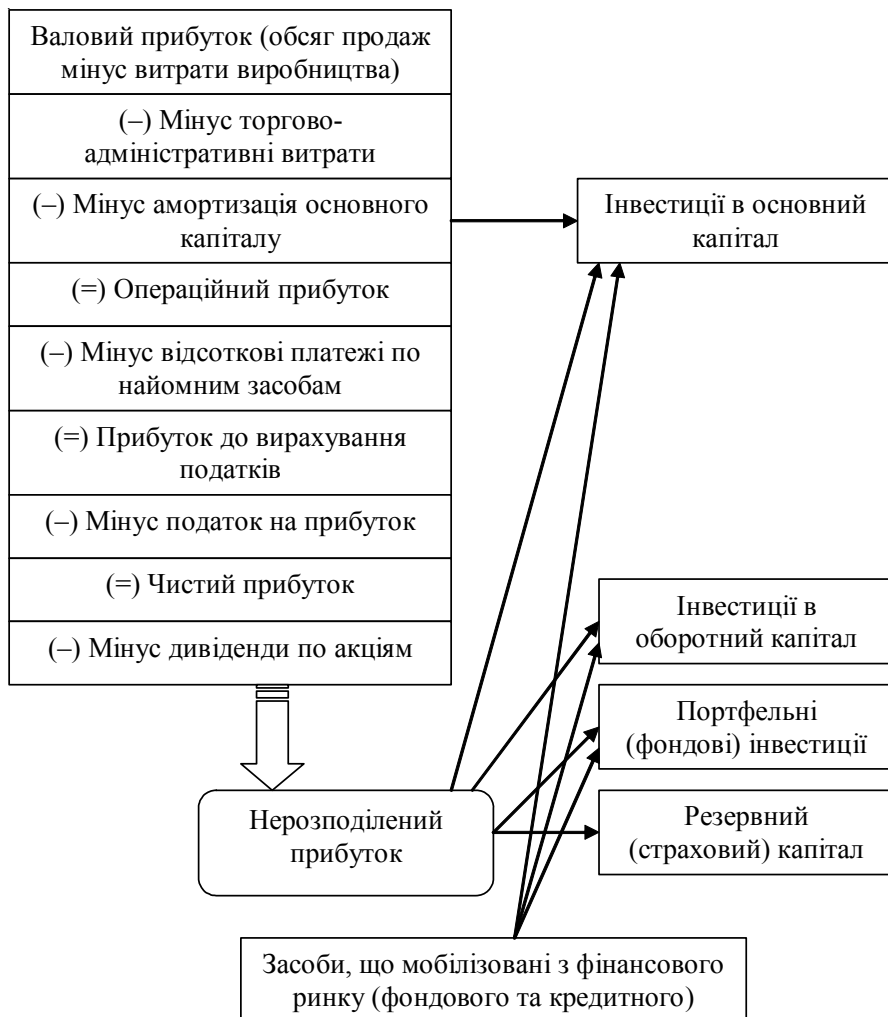 Валовий прибуток (обсяг продаж
мінус витрати виробництва)
(–) Мінус торгово-
адміністративні витрати
(–) Мінус амортизація основного
капіталу
(=) Операційний прибуток
(–) Мінус відсоткові платежі по
найомним засобам
(=) Прибуток до вирахування
податків
(–) Мінус податок на прибуток
(=) Чистий прибуток
(–) Мінус дивіденди по акціям
Нерозподілений
прибуток
Інвестиції в основний
капітал
Інвестиції в
оборотний капітал
Портфельні
(фондові) інвестиції
Резервний
(страховий) капітал
Засоби, що мобілізовані з фінансового
ринку (фондового та кредитного)